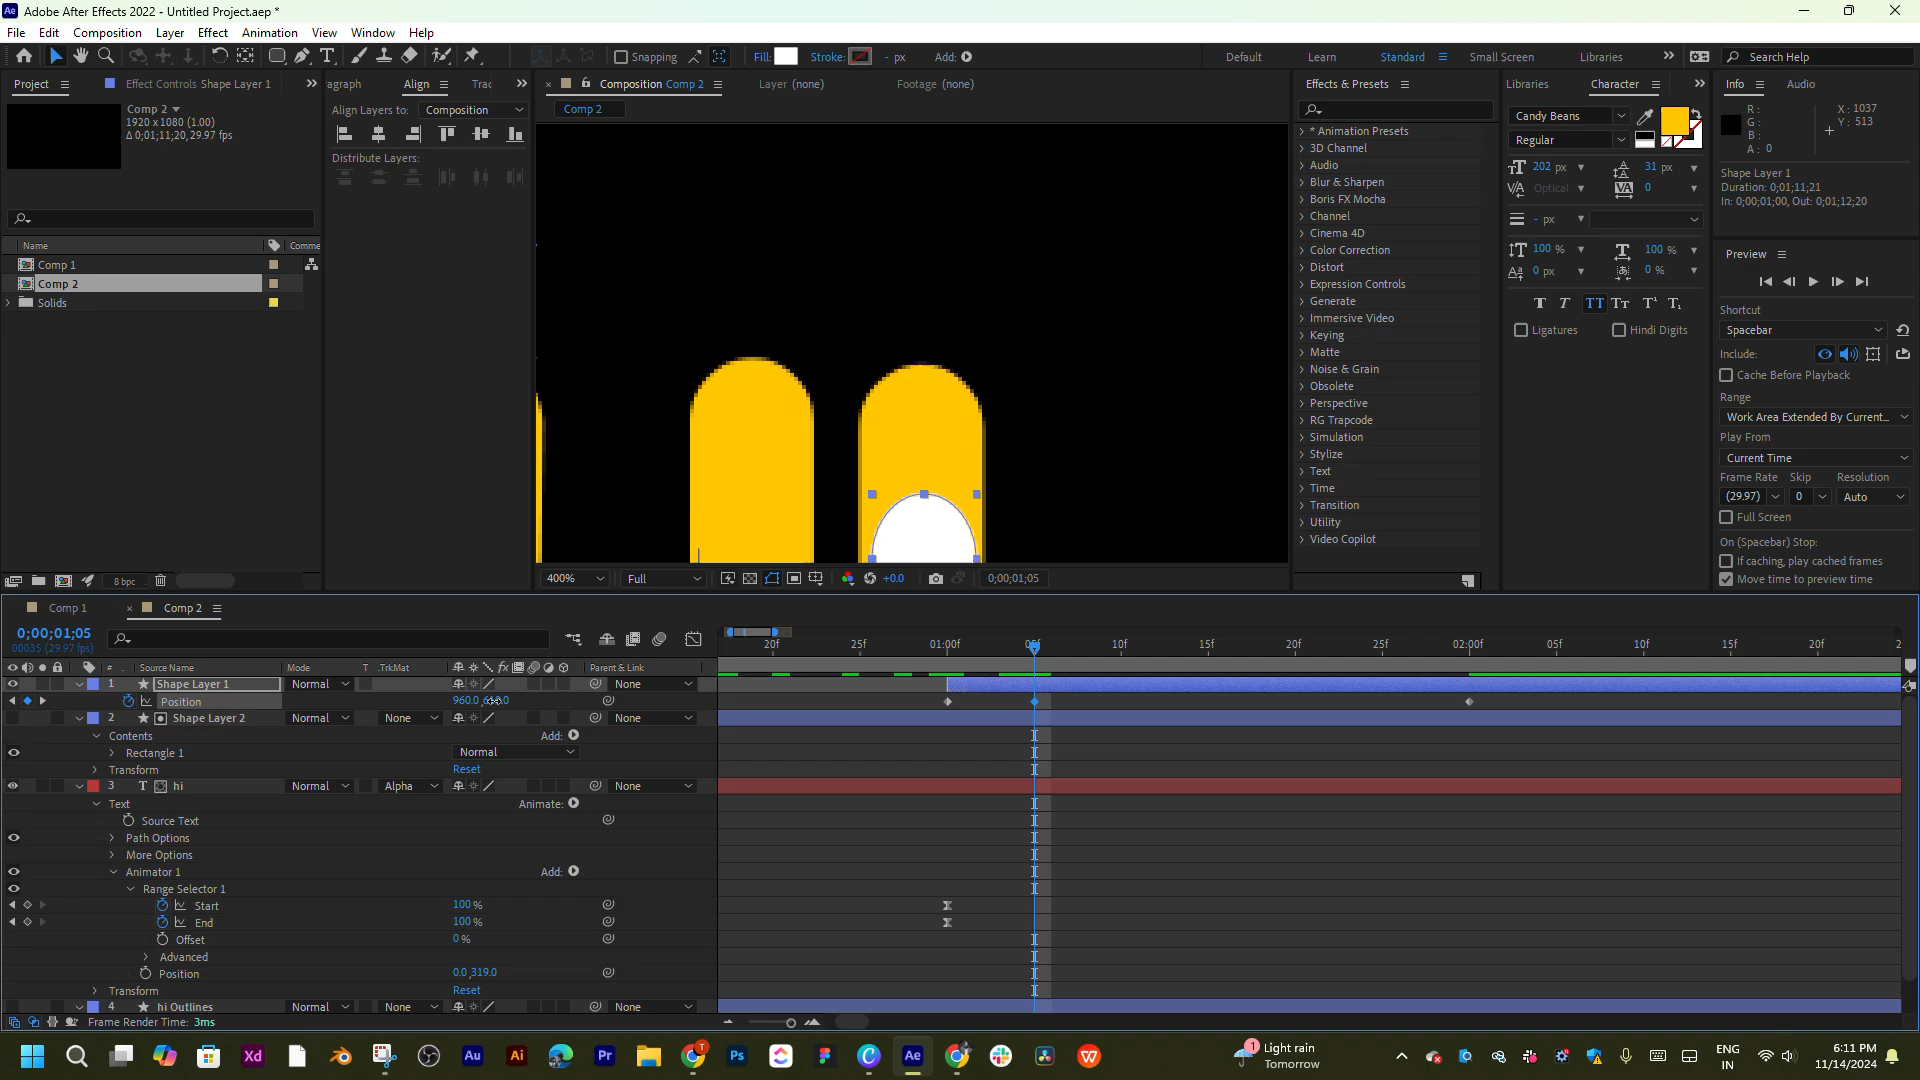 Adobe After Effects 2022 - Untitled Project.aep *
File Edit Composition Layer Effect Animation View Window Help
Snapping Fill: Stroke: - px Add: Default Learn Standard Small Screen Libraries Search Help
Project Effect Controls Shape Layer 1
Comp 2
1920 x 1080 (1.00)
Δ 0;01;11;20, 29.97 fps
Name Comme
Comp 1
Comp 2
Solids
8 bpc
agraph Align Trac
Align Layers to: Composition
Distribute Layers:
Composition Comp 2 Layer (none) Footage (none)
Comp 2
400% Full +0.0 0;00;01;05
Effects & Presets
* Animation Presets
3D Channel
Audio
Blur & Sharpen
Boris FX Mocha
Channel
Cinema 4D
Color Correction
Distort
Expression Controls
Generate
Immersive Video
Keying
Matte
Noise & Grain
Obsolete
Perspective
RG Trapcode
Simulation
Stylize
Text
Time
Transition
Utility
Video Copilot
Libraries Character
Candy Beans
Regular
202 px 31 px
Optical 0
- px
100 % 100 %
0 px 0 %
Ligatures Hindi Digits
Info Audio
R: X: 1037
G: Y: 513
B:
A: 0
Shape Layer 1
Duration: 0;01;11;21
In: 0;00;01;00, Out: 0;01;12;20
Preview
Shortcut
Spacebar
Include:
Cache Before Playback
Range
Work Area Extended By Current...
Play From
Current Time
Frame Rate Skip Resolution
(29.97) 0 Auto
Full Screen
On (Spacebar) Stop:
If caching, play cached frames
Move time to preview time
Comp 1 Comp 2
0;00;01;05
00035 (29.97 fps)
20f 25f 01:00f 05f 10f 15f 20f 25f 02:00f 05f 10f 15f 20f 2
# Source Name Mode T .TrkMat Parent & Link
1 Shape Layer 1 Normal None
Position 960.0
2 Shape Layer 2 Normal None None
Contents Add:
Rectangle 1 Normal
Transform Reset
3 T hi Normal Alpha None
Text Animate:
Source Text
Path Options
More Options
Animator 1 Add:
Range Selector 1
Start 100 %
End 100 %
Offset 0 %
Advanced
Position 0.0,319.0
Transform Reset
4 hi Outlines Normal None None
Frame Render Time: 3ms
Light rain
Tomorrow
ENG
IN
6:11 PM
11/14/2024